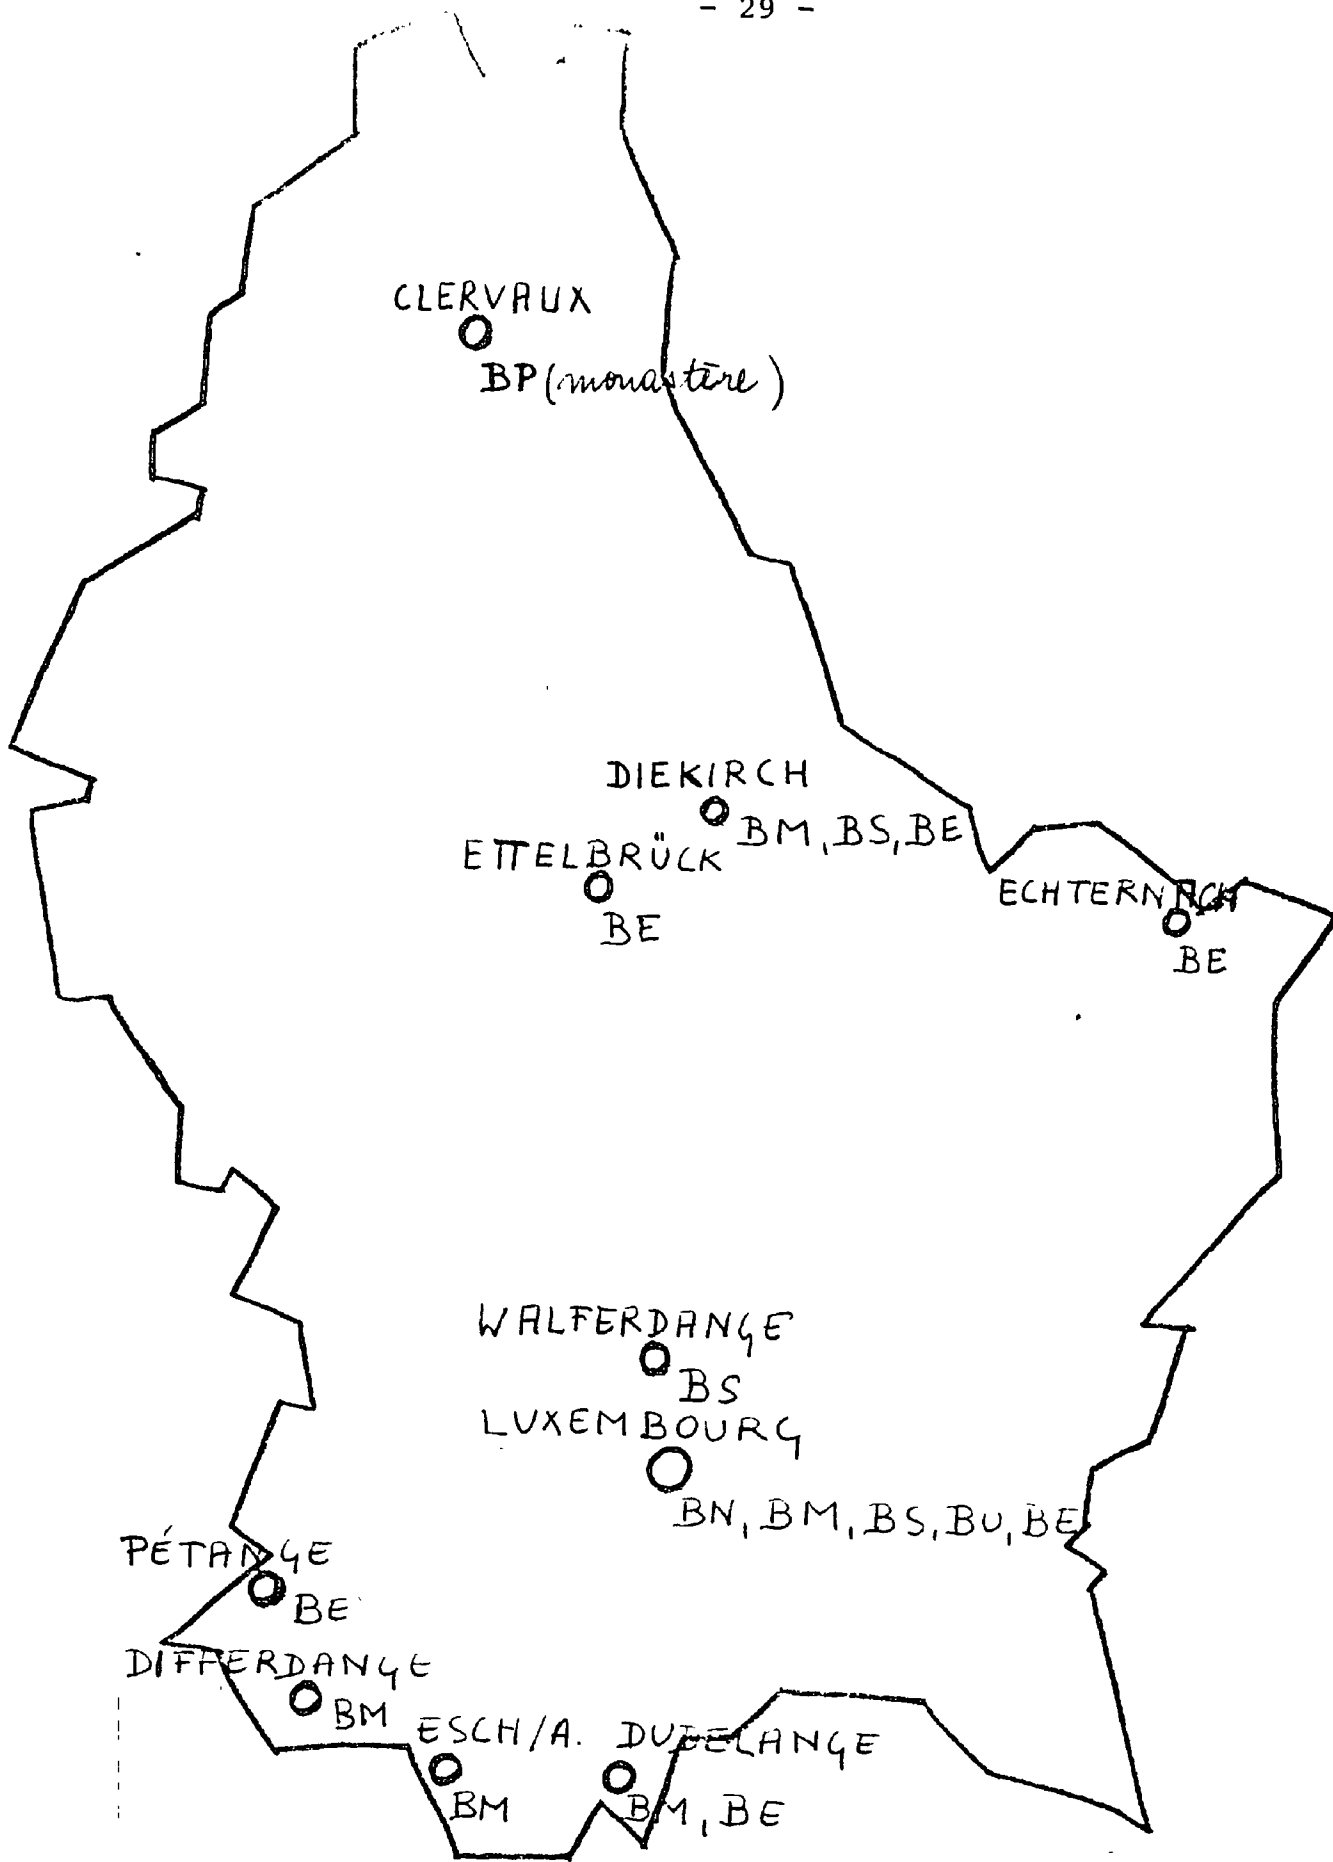 - 29 -
CLERVAUX
BP (monastère)
DIEKIRCH
BM, BS, BE
ETTELBRÜCK
BE
ECHTERNACH
BE
WALFERDANGE
BS
LUXEMBOURG
BN, BM, BS, BU, BE
PÉTANGE
BE
DIFFERDANGE
BM
ESCH/A.
BM
DUDELANGE
BM, BE